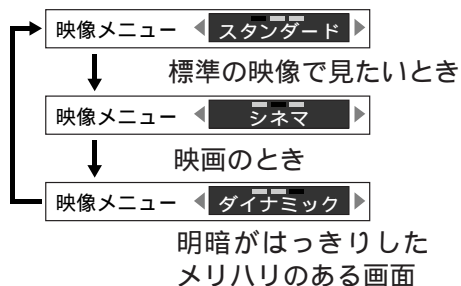 映像メニュー スタンダード
標準の映像で見たいとき
映像メニュー シネマ
映画のとき
映像メニュー ダイナミック
明暗がはっきりした
メリハリのある画面